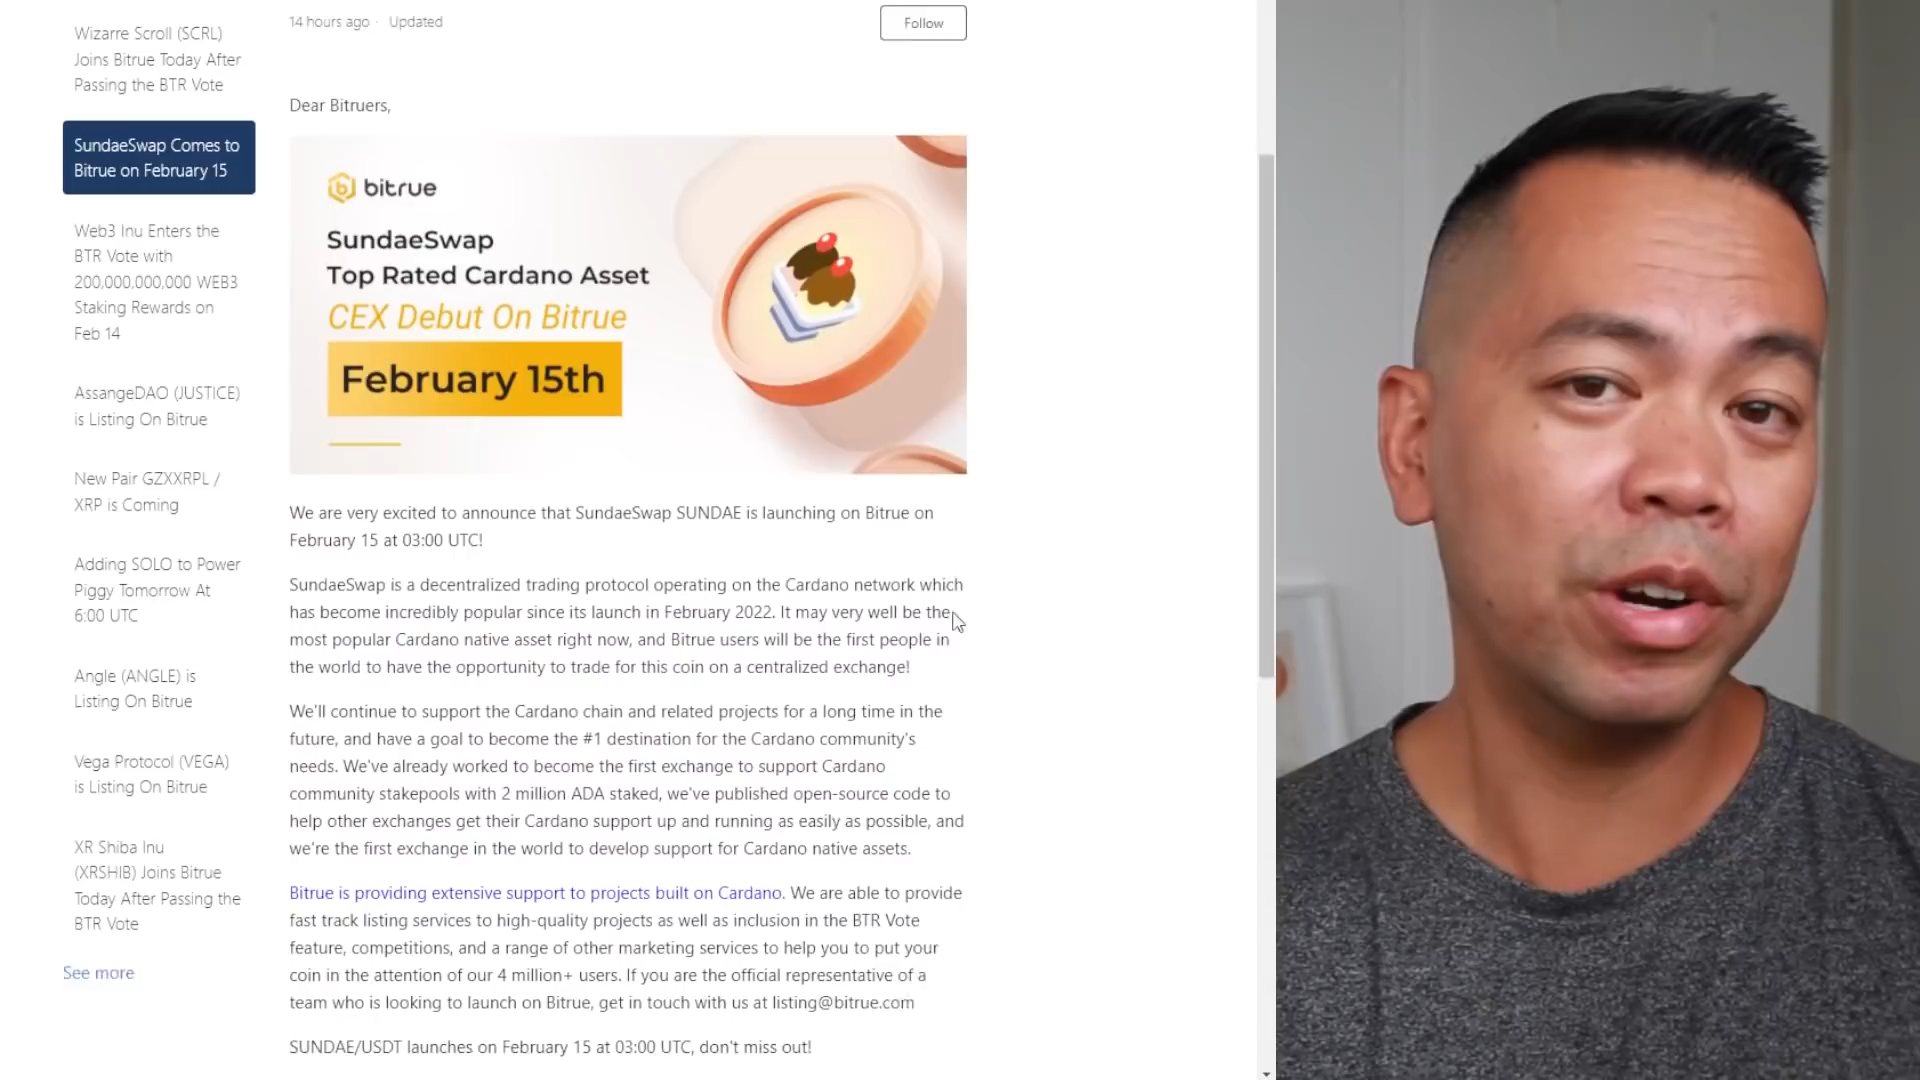 Wizarre Scroll (SCRL)
Joins Bitrue Today After
Passing the BTR Vote
SundaeSwap Comes to
Bitrue on February 15
Web3 Inu Enters the
BTR Vote with
200,000,000,000 WEB3
Staking Rewards on
Feb 14
AssangeDAO (JUSTICE)
is Listing On Bitrue
New Pair GZXXRPL /
XRP is Coming
Adding SOLO to Power
Piggy Tomorrow At
6:00 UTC
Angle (ANGLE) is
Listing On Bitrue
Vega Protocol (VEGA)
is Listing On Bitrue
XR Shiba Inu
(XRSHIB) Joins Bitrue
Today After Passing the
BTR Vote
See more
14 hours ago · Updated
Follow
Dear Bitruers,
bitrue
SundaeSwap
Top Rated Cardano Asset
CEX Debut On Bitrue
February 15th
We are very excited to announce that SundaeSwap SUNDAE is launching on Bitrue on
February 15 at 03:00 UTC!
SundaeSwap is a decentralized trading protocol operating on the Cardano network which
has become incredibly popular since its launch in February 2022. It may very well be the
most popular Cardano native asset right now, and Bitrue users will be the first people in
the world to have the opportunity to trade for this coin on a centralized exchange!
We'll continue to support the Cardano chain and related projects for a long time in the
future, and have a goal to become the #1 destination for the Cardano community's
needs. We've already worked to become the first exchange to support Cardano
community stakepools with 2 million ADA staked, we've published open-source code to
help other exchanges get their Cardano support up and running as easily as possible, and
we're the first exchange in the world to develop support for Cardano native assets.
Bitrue is providing extensive support to projects built on Cardano. We are able to provide
fast track listing services to high-quality projects as well as inclusion in the BTR Vote
feature, competitions, and a range of other marketing services to help you to put your
coin in the attention of our 4 million+ users. If you are the official representative of a
team who is looking to launch on Bitrue, get in touch with us at listing@bitrue.com
SUNDAE/USDT launches on February 15 at 03:00 UTC, don't miss out!